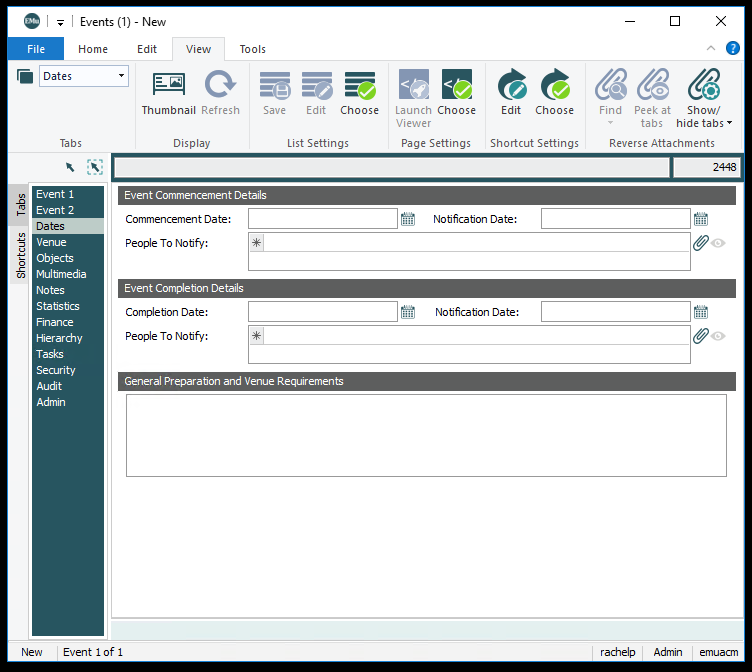 EMu Events (1) - New
File Home Edit View Tools ?
Dates
Thumbnail Refresh Save Edit Choose Launch Viewer Choose Edit Choose Find Peek at tabs Show/ hide tabs
Tabs Display List Settings Page Settings Shortcut Settings Reverse Attachments
2448
Tabs
Shortcuts
Event 1
Event 2
Dates
Venue
Objects
Multimedia
Notes
Statistics
Finance
Hierarchy
Tasks
Security
Audit
Admin
Event Commencement Details
Commencement Date: Notification Date:
People To Notify:
Event Completion Details
Completion Date: Notification Date:
People To Notify:
General Preparation and Venue Requirements
New Event 1 of 1 rachelp Admin emuacm